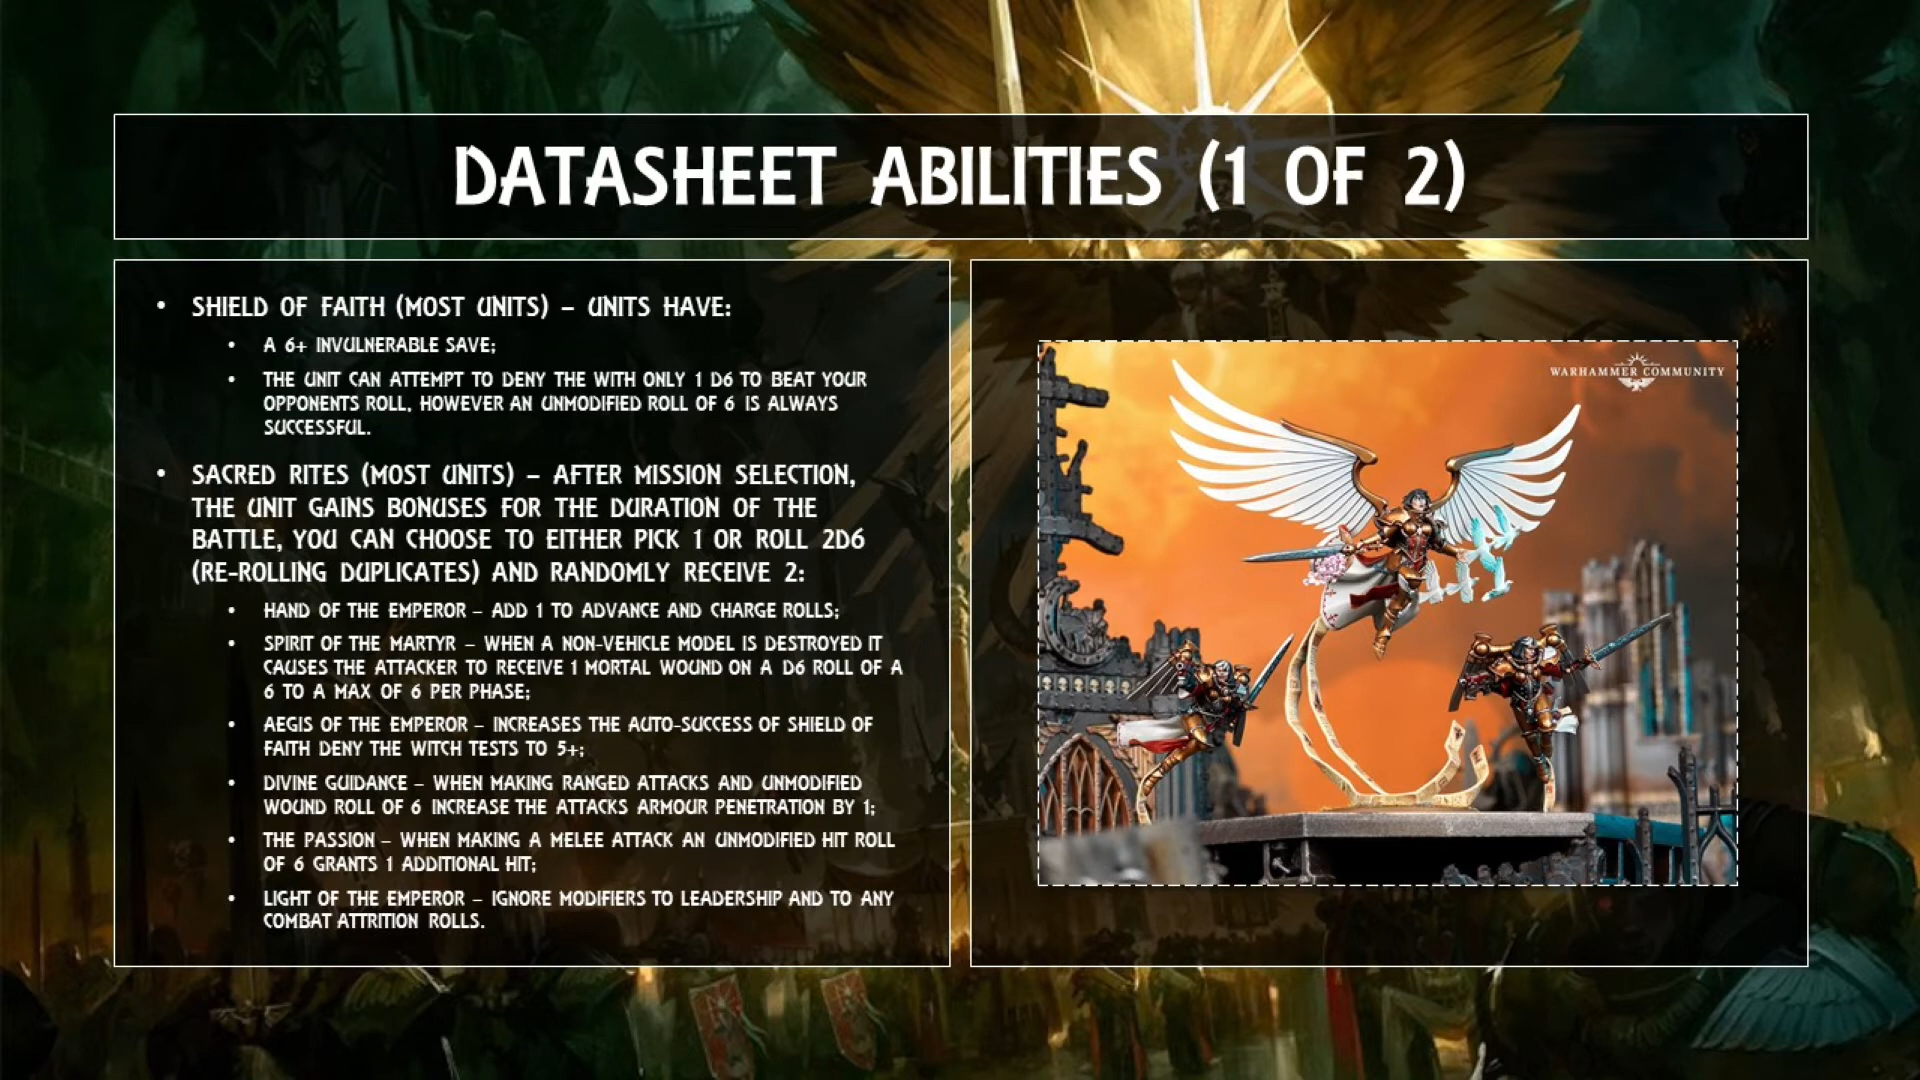 DATASHEET ABILITIES (1 OF 2)
• SHIELD OF FAITH (MOST UNITS) – UNITS HAVE:
• A 6+ INVULNERABLE SAVE;
• THE UNIT CAN ATTEMPT TO DENY THE WITH ONLY 1 D6 TO BEAT YOUR
OPPONENTS ROLL, HOWEVER AN UNMODIFIED ROLL OF 6 IS ALWAYS
SUCCESSFUL.
• SACRED RITES (MOST UNITS) – AFTER MISSION SELECTION,
THE UNIT GAINS BONUSES FOR THE DURATION OF THE
BATTLE, YOU CAN CHOOSE TO EITHER PICK 1 OR ROLL 2D6
(RE-ROLLING DUPLICATES) AND RANDOMLY RECEIVE 2:
• HAND OF THE EMPEROR – ADD 1 TO ADVANCE AND CHARGE ROLLS;
• SPIRIT OF THE MARTYR – WHEN A NON-VEHICLE MODEL IS DESTROYED IT
CAUSES THE ATTACKER TO RECEIVE 1 MORTAL WOUND ON A D6 ROLL OF A
6 TO A MAX OF 6 PER PHASE;
• AEGIS OF THE EMPEROR – INCREASES THE AUTO-SUCCESS OF SHIELD OF
FAITH DENY THE WITCH TESTS TO 5+;
• DIVINE GUIDANCE – WHEN MAKING RANGED ATTACKS AND UNMODIFIED
WOUND ROLL OF 6 INCREASE THE ATTACKS ARMOUR PENETRATION BY 1;
• THE PASSION – WHEN MAKING A MELEE ATTACK AN UNMODIFIED HIT ROLL
OF 6 GRANTS 1 ADDITIONAL HIT;
• LIGHT OF THE EMPEROR – IGNORE MODIFIERS TO LEADERSHIP AND TO ANY
COMBAT ATTRITION ROLLS.
WARHAMMER COMMUNITY